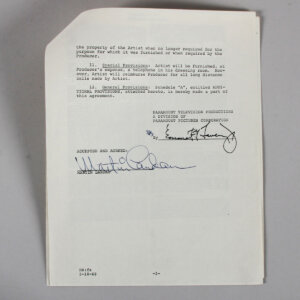 the property of the Artist when no longer required for the
purpose for which it was furnished or when required by the
Producer.
11. Special Provisions: Artist will be furnished, at
Producer's expense, a telephone in his dressing room. How-
ever, Artist will reimburse Producer for all long distance
calls made by Artist.
12. General Provisions: Schedule "A", entitled ADDI-
TIONAL PROVISIONS, attached hereto, is hereby made a part of
this agreement.
PARAMOUNT TELEVISION PRODUCTIONS
A DIVISION OF
PARAMOUNT PICTURES CORPORATION
ACCEPTED AND AGREED:
Martin Landau
MARTIN LANDAU
-3-